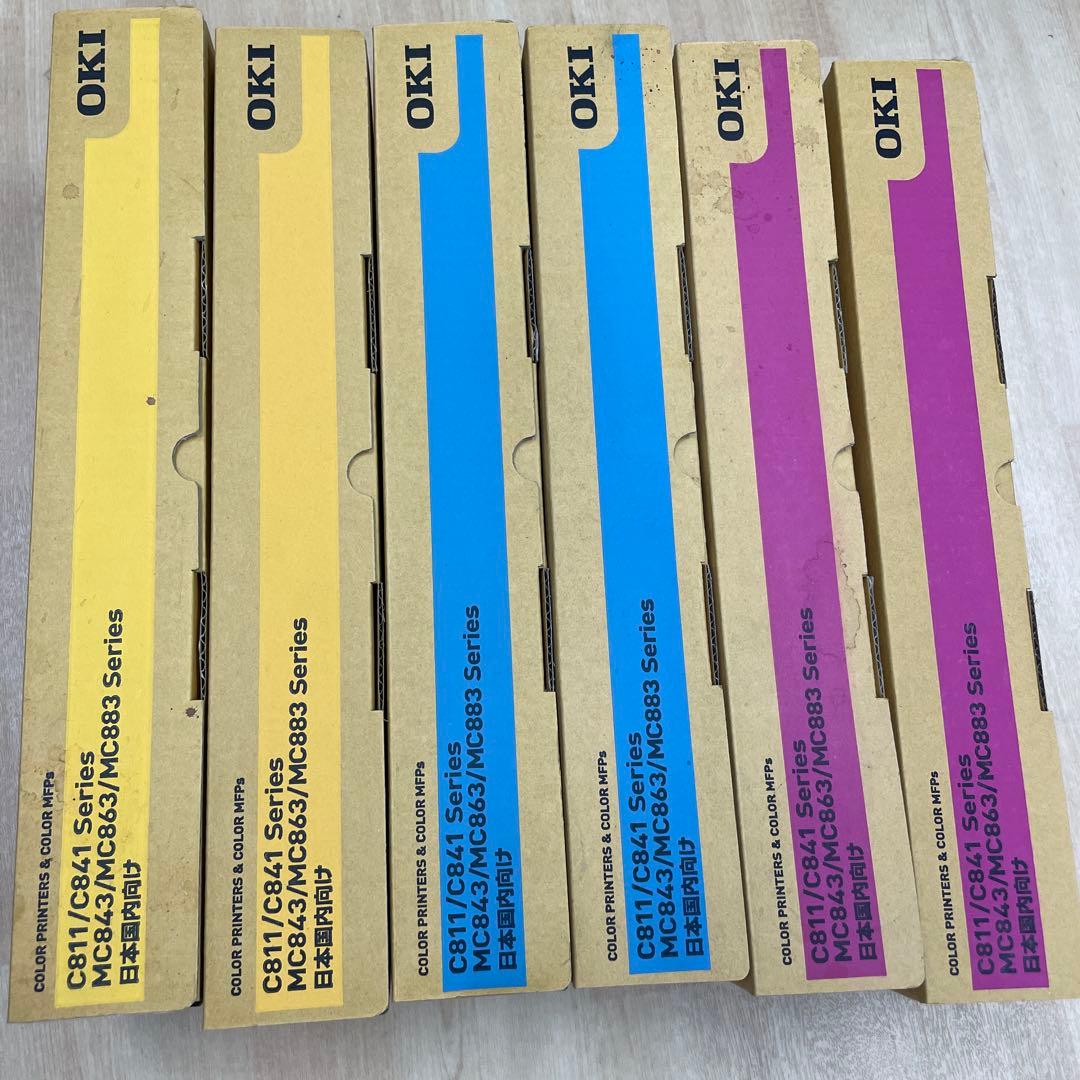 OKI
COLOR PRINTERS & COLOR MFPs
C811/C841 Series
MC843/MC863/MC883 Series
日本国内向け
OKI
COLOR PRINTERS & COLOR MFPs
C811/C841 Series
MC843/MC863/MC883 Series
日本国内向け
OKI
COLOR PRINTERS & COLOR MFPs
C811/C841 Series
MC843/MC863/MC883 Series
日本国内向け
OKI
COLOR PRINTERS & COLOR MFPs
C811/C841 Series
MC843/MC863/MC883 Series
日本国内向け
OKI
COLOR PRINTERS & COLOR MFPs
C811/C841 Series
MC843/MC863/MC883 Series
日本国内向け
OKI
COLOR PRINTERS & COLOR MFPs
C811/C841 Series
MC843/MC863/MC883 Series
日本国内向け